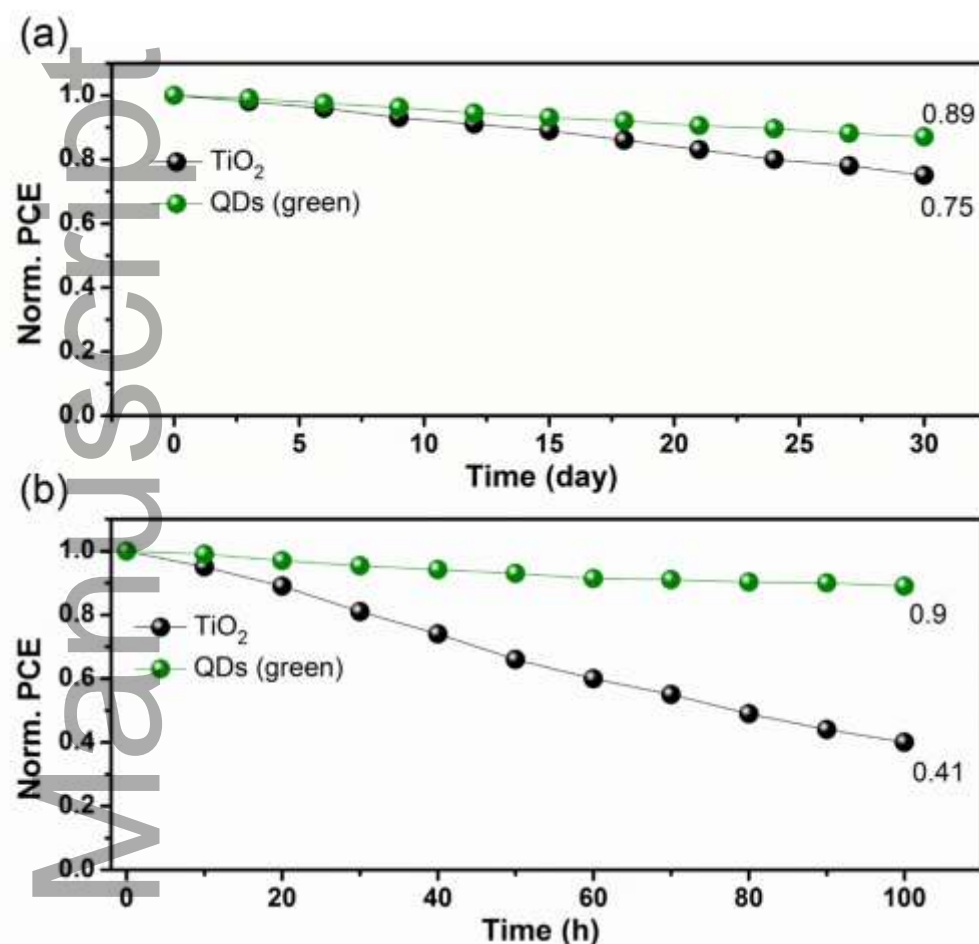 (a)
Norm. PCE
1.0
0.8
0.6
0.4
0.2
0.0
TiO₂
QDs (green)
0.89
0.75
0 5 10 15 20 25 30
Time (day)
(b)
Norm. PCE
1.0
0.8
0.6
0.4
0.2
0.0
TiO₂
QDs (green)
0.9
0.41
0 20 40 60 80 100
Time (h)
Manuscript